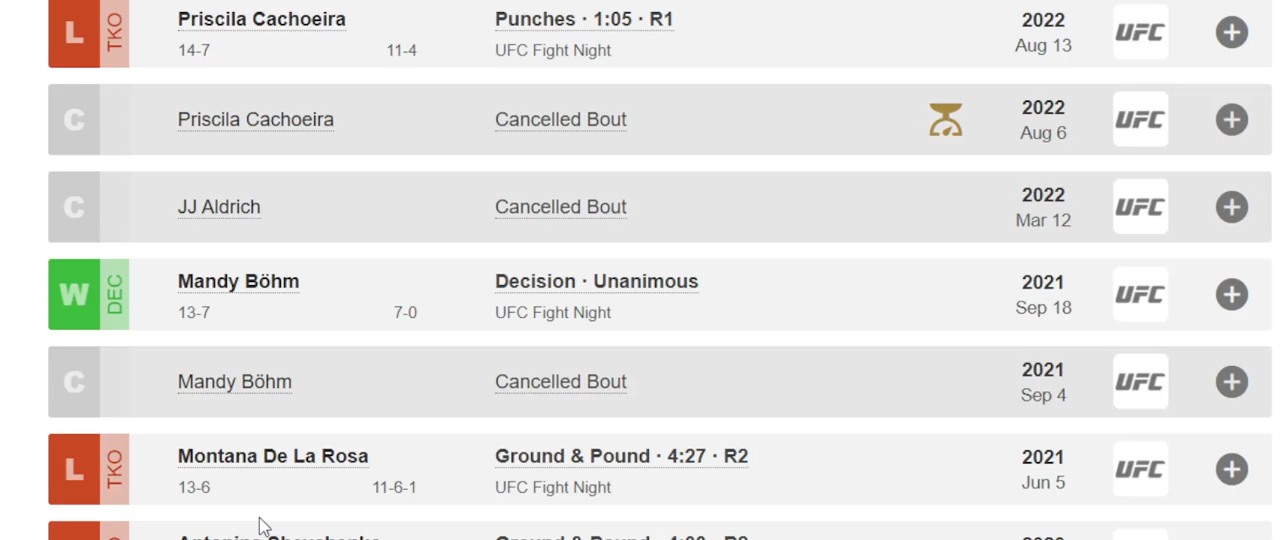 L TKO Priscila Cachoeira Punches · 1:05 · R1 2022 UFC
14-7 11-4 UFC Fight Night Aug 13
C Priscila Cachoeira Cancelled Bout 2022 UFC
Aug 6
C JJ Aldrich Cancelled Bout 2022 UFC
Mar 12
W DEC Mandy Böhm Decision · Unanimous 2021 UFC
13-7 7-0 UFC Fight Night Sep 18
C Mandy Böhm Cancelled Bout 2021 UFC
Sep 4
L TKO Montana De La Rosa Ground & Pound · 4:27 · R2 2021 UFC
13-6 11-6-1 UFC Fight Night Jun 5
Ground & Pound 2020